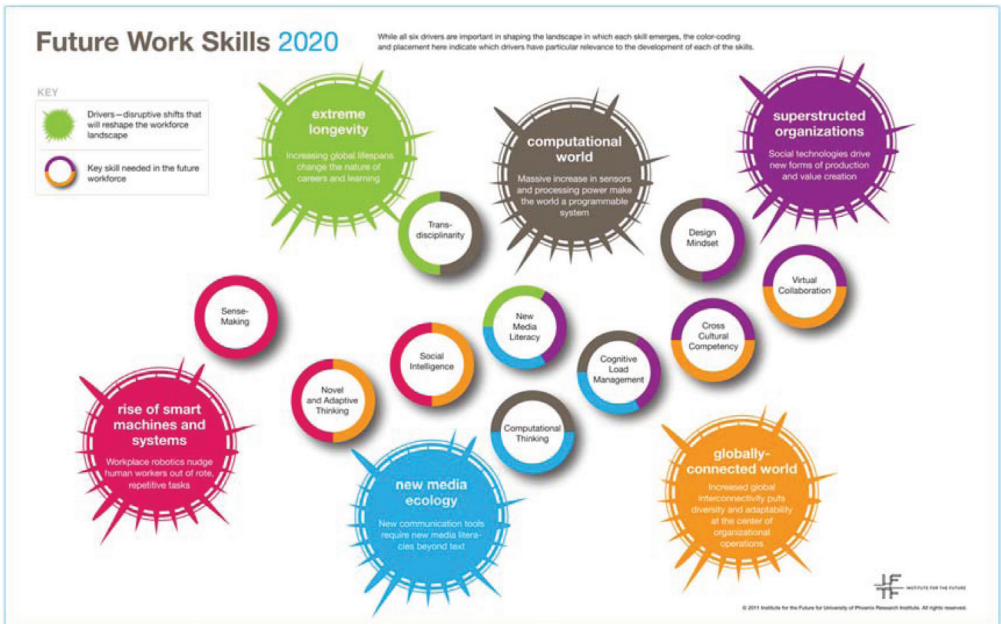 Future Work Skills 2020
While all six drivers are important in shaping the landscape in which each skill emerges, the color-coding
and placement here indicate which drivers have particular relevance to the development of each of the skills.
KEY
Drivers—disruptive shifts that
will reshape the workforce
landscape
Key skill needed in the future
workforce
extreme
longevity
Increasing global lifespans
change the nature of
careers and learning
computational
world
Massive increase in sensors
and processing power make
the world a programmable
system
superstructed
organizations
Social technologies drive
new forms of production
and value creation
Trans-
disciplinarity
Design
Mindset
Virtual
Collaboration
Sense-
Making
Social
Intelligence
New
Media
Literacy
Cross
Cultural
Competency
Novel
and Adaptive
Thinking
Cognitive
Load
Management
Computational
Thinking
rise of smart
machines and
systems
Workplace robotics nudge
human workers out of rote,
repetitive tasks
new media
ecology
New communication tools
require new media litera-
cies beyond text
globally-
connected world
Increased global
interconnectivity puts
diversity and adaptability
at the center of
organizational
operations
IFTF
INSTITUTE FOR THE FUTURE
© 2011 Institute for the Future for University of Phoenix Research Institute. All rights reserved.